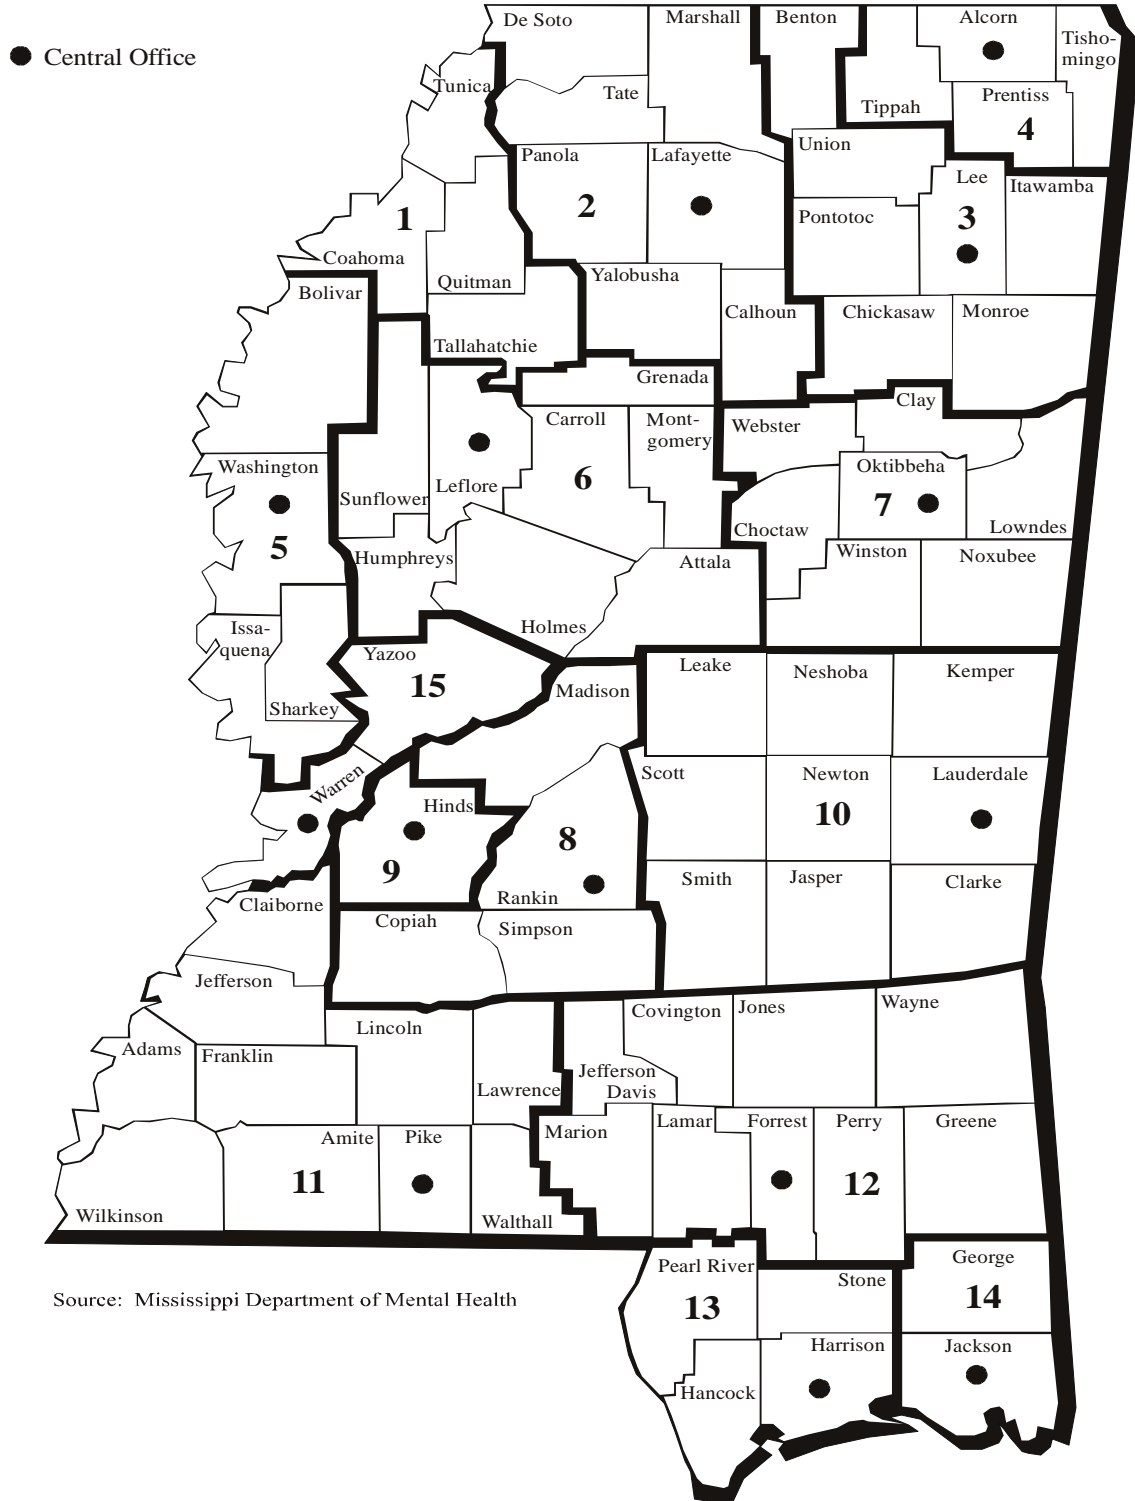 De Soto
Marshall
Benton
Alcorn
Tisho-
mingo
Central Office
Tunica
Tate
Tippah
Prentiss
4
Union
Panola
Lafayette
Lee
Itawamba
2
1
Pontotoc
3
Coahoma
Quitman
Yalobusha
Bolivar
Calhoun
Chickasaw
Monroe
Tallahatchie
Grenada
Clay
Carroll
Mont-
gomery
Webster
Washington
Oktibbeha
Sunflower
Leflore
6
7
Choctaw
Lowndes
5
Humphreys
Attala
Winston
Noxubee
Issa-
quena
Holmes
Yazoo
15
Leake
Neshoba
Kemper
Madison
Sharkey
Warren
Scott
Newton
Lauderdale
Hinds
10
8
9
Smith
Jasper
Clarke
Rankin
Claiborne
Copiah
Simpson
Jefferson
Lincoln
Covington
Jones
Wayne
Adams
Franklin
Jefferson
Davis
Lawrence
Amite
Pike
Marion
Lamar
Forrest
Perry
Greene
11
12
Wilkinson
Walthall
Pearl River
Stone
George
Source: Mississippi Department of Mental Health
13
14
Harrison
Jackson
Hancock